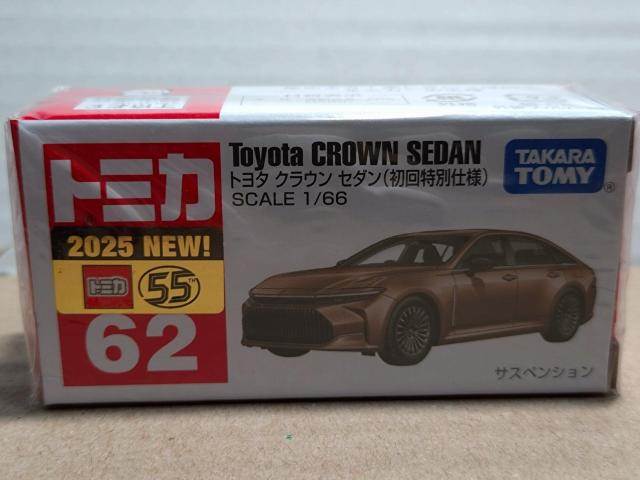 トミカ
2025 NEW!
トミカ 55TH
62
Toyota CROWN SEDAN
トヨタ クラウン セダン(初回特別仕様)
SCALE 1/66
TAKARA
TOMY
®
サスペンション